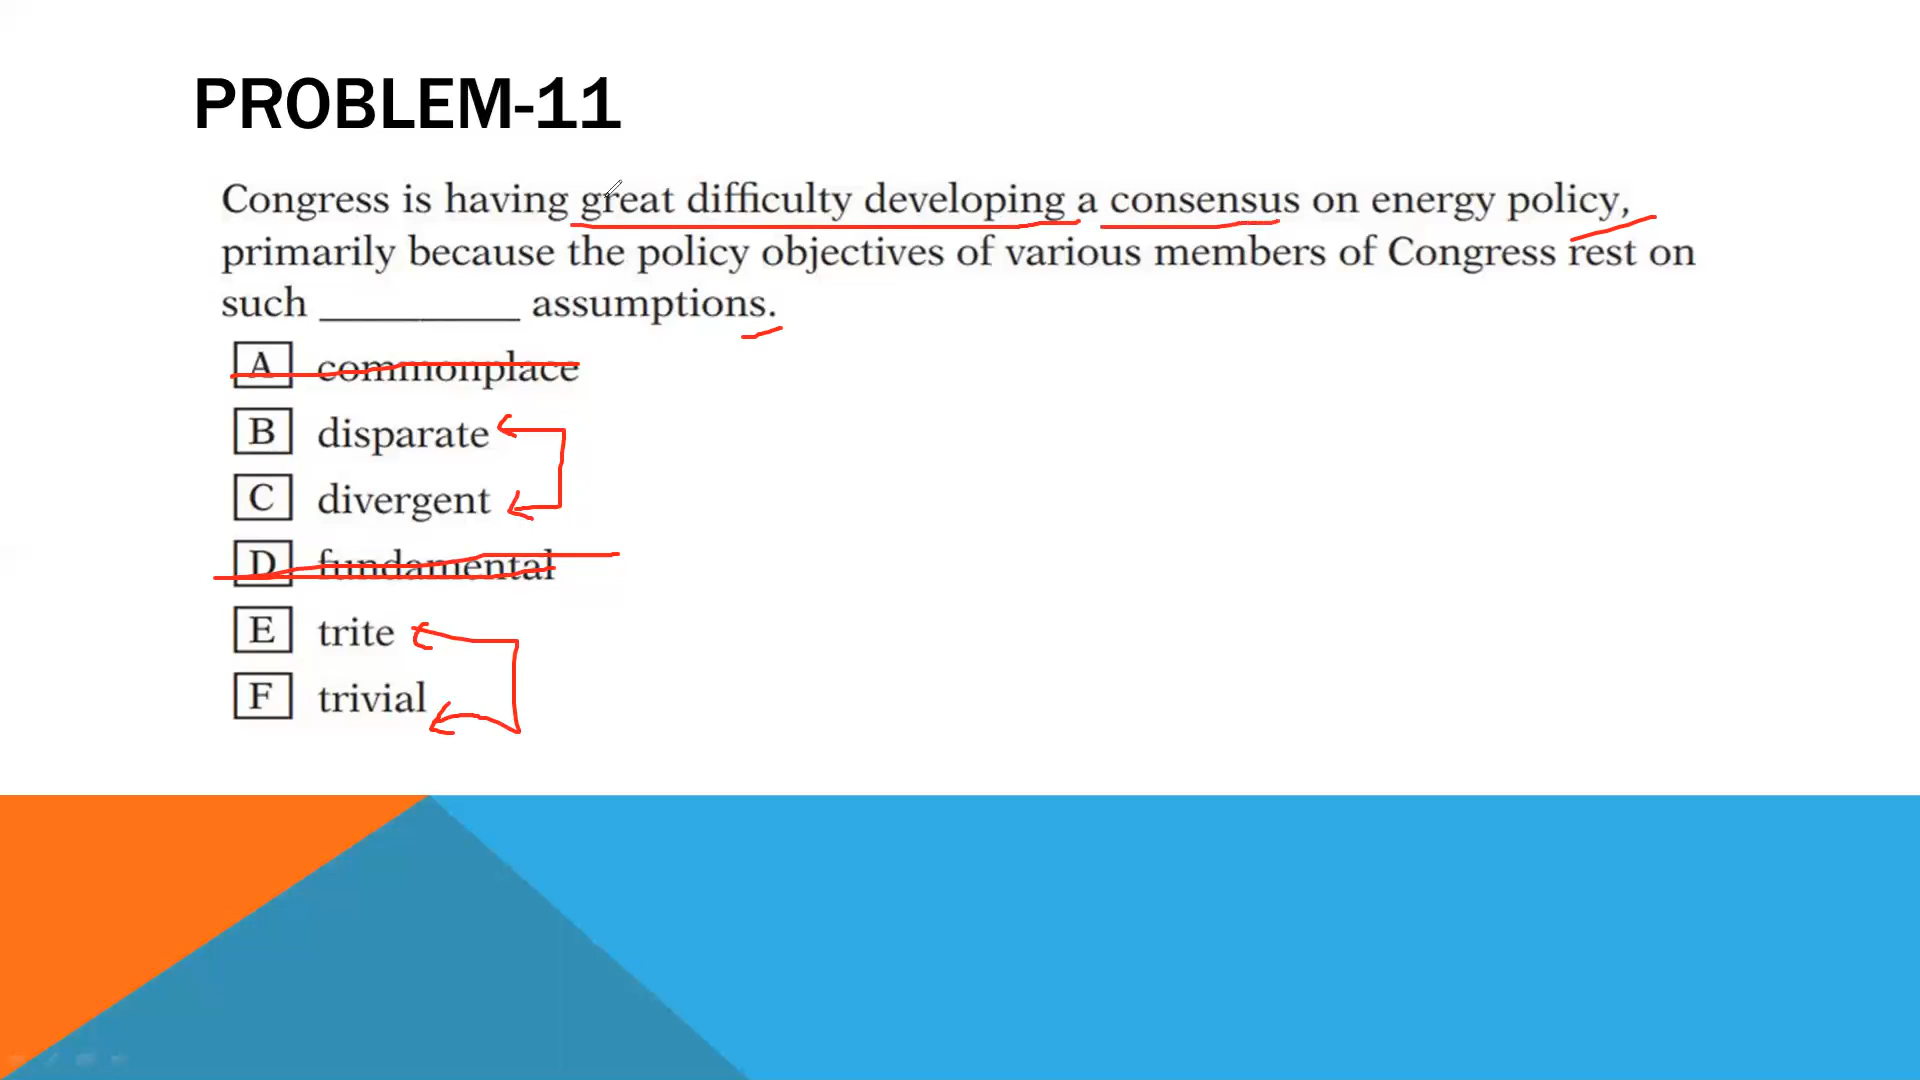 PROBLEM-11
Congress is having great difficulty developing a consensus on energy policy,
primarily because the policy objectives of various members of Congress rest on
such __________ assumptions.
A commonplace
B disparate
C divergent
D fundamental
E trite
F trivial